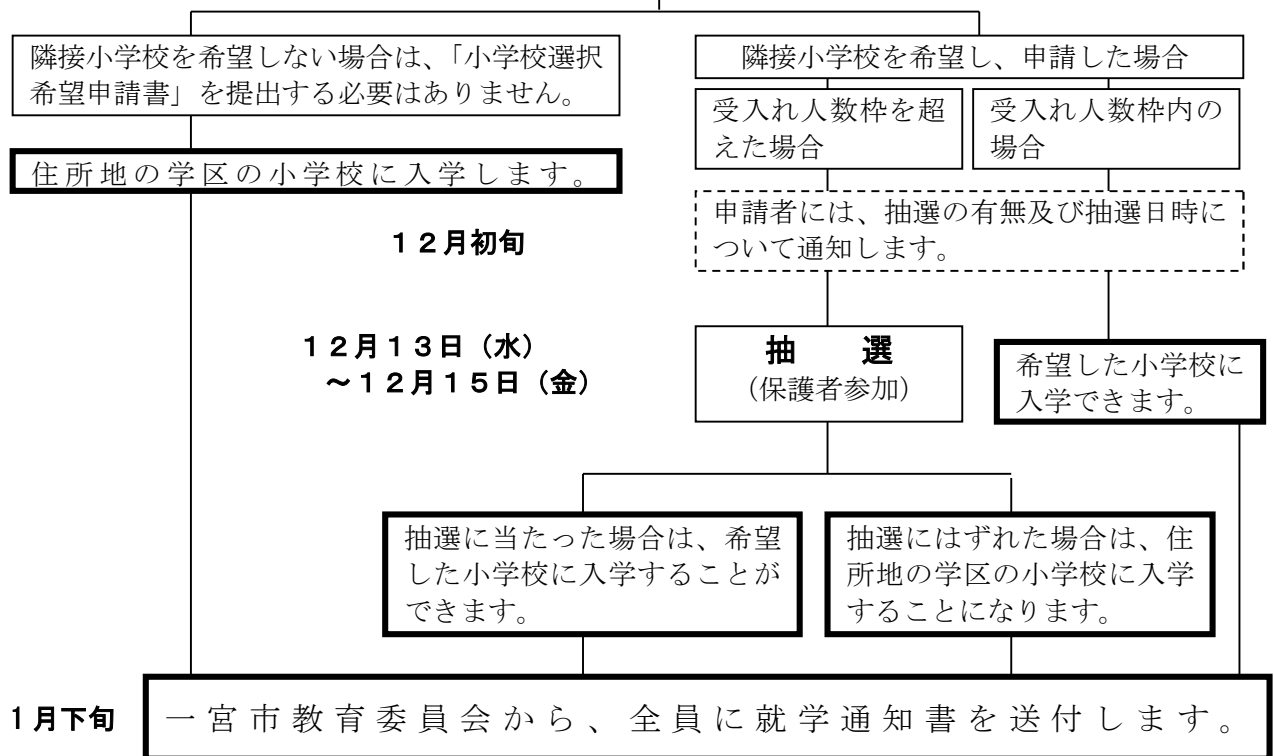 隣接小学校を希望しない場合は、「小学校選択
希望申請書」を提出する必要はありません。
住所地の学区の小学校に入学します。
隣接小学校を希望し、申請した場合
受入れ人数枠を超
えた場合
受入れ人数枠内の
場合
１２月初旬
申請者には、抽選の有無及び抽選日時に
ついて通知します。
１２月１３日（水）
～１２月１５日（金）
抽　選
（保護者参加）
希望した小学校に
入学できます。
抽選に当たった場合は、希望
した小学校に入学することが
できます。
抽選にはずれた場合は、住
所地の学区の小学校に入学
することになります。
1月下旬
一宮市教育委員会から、全員に就学通知書を送付します。